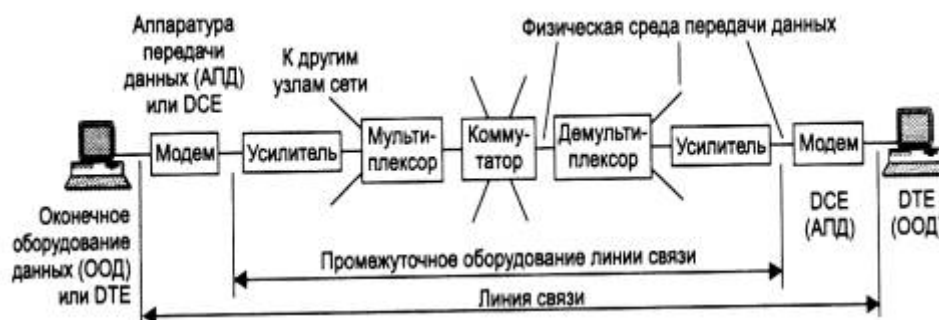 Аппаратура
передачи
данных (АПД)
или DCE
К другим
узлам сети
Физическая среда передачи данных
Модем
Усилитель
Мульти-
плексор
Комму-
татор
Демульти-
плексор
Усилитель
Модем
Оконечное
оборудование
данных (ООД)
или DTE
DCE
(АПД)
DTE
(ООД)
Промежуточное оборудование линии связи
Линия связи